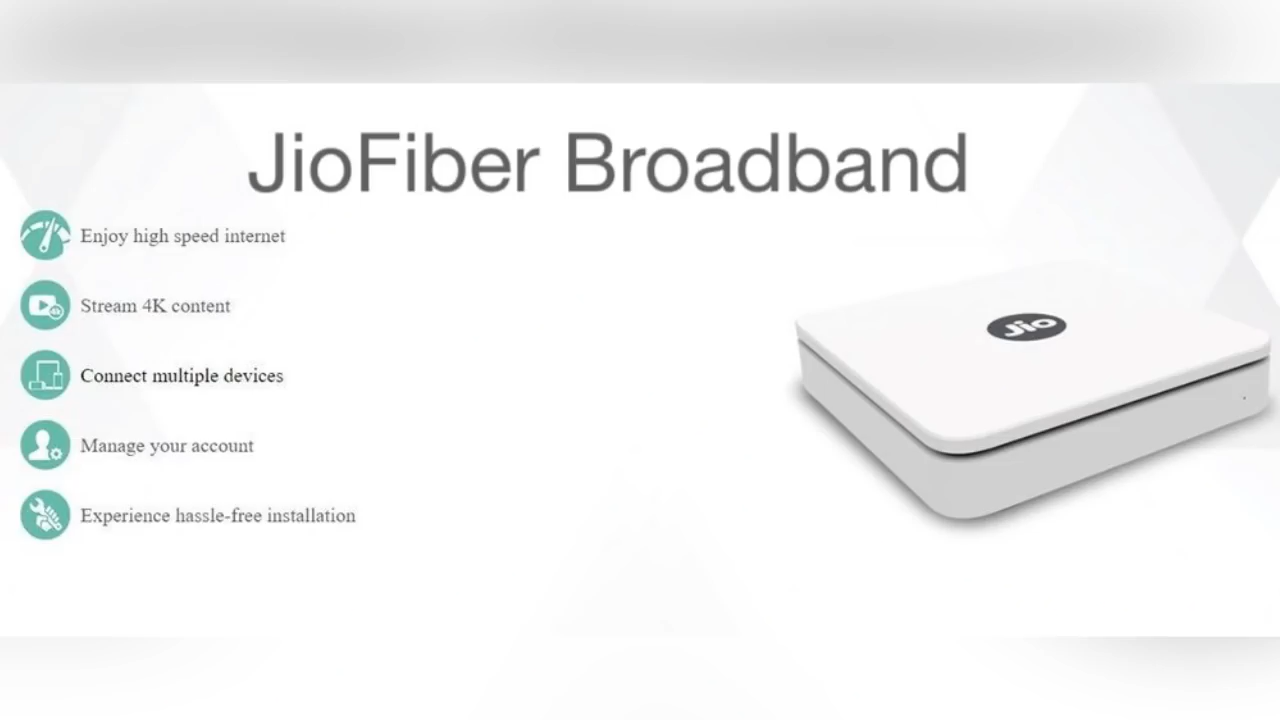 JioFiber Broadband
Enjoy high speed internet
Stream 4K content
Connect multiple devices
Manage your account
Experience hassle-free installation
Jio